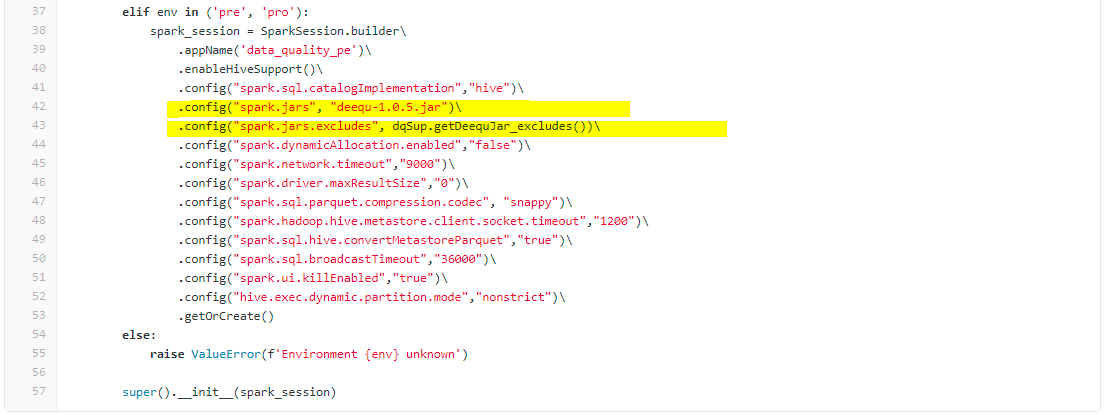 37 elif env in ('pre', 'pro'):
38 spark_session = SparkSession.builder\
39 .appName('data_quality_pe')\
40 .enableHiveSupport()\
41 .config("spark.sql.catalogImplementation","hive")\
42 .config("spark.jars", "deequ-1.0.5.jar")\
43 .config("spark.jars.excludes", dqSup.getDeequJar_excludes())\
44 .config("spark.dynamicAllocation.enabled","false")\
45 .config("spark.network.timeout","9000")\
46 .config("spark.driver.maxResultSize","0")\
47 .config("spark.sql.parquet.compression.codec", "snappy")\
48 .config("spark.hadoop.hive.metastore.client.socket.timeout","1200")\
49 .config("spark.sql.hive.convertMetastoreParquet","true")\
50 .config("spark.sql.broadcastTimeout","36000")\
51 .config("spark.ui.killEnabled","true")\
52 .config("hive.exec.dynamic.partition.mode","nonstrict")\
53 .getOrCreate()
54 else:
55 raise ValueError(f'Environment {env} unknown')
56
57 super().__init__(spark_session)